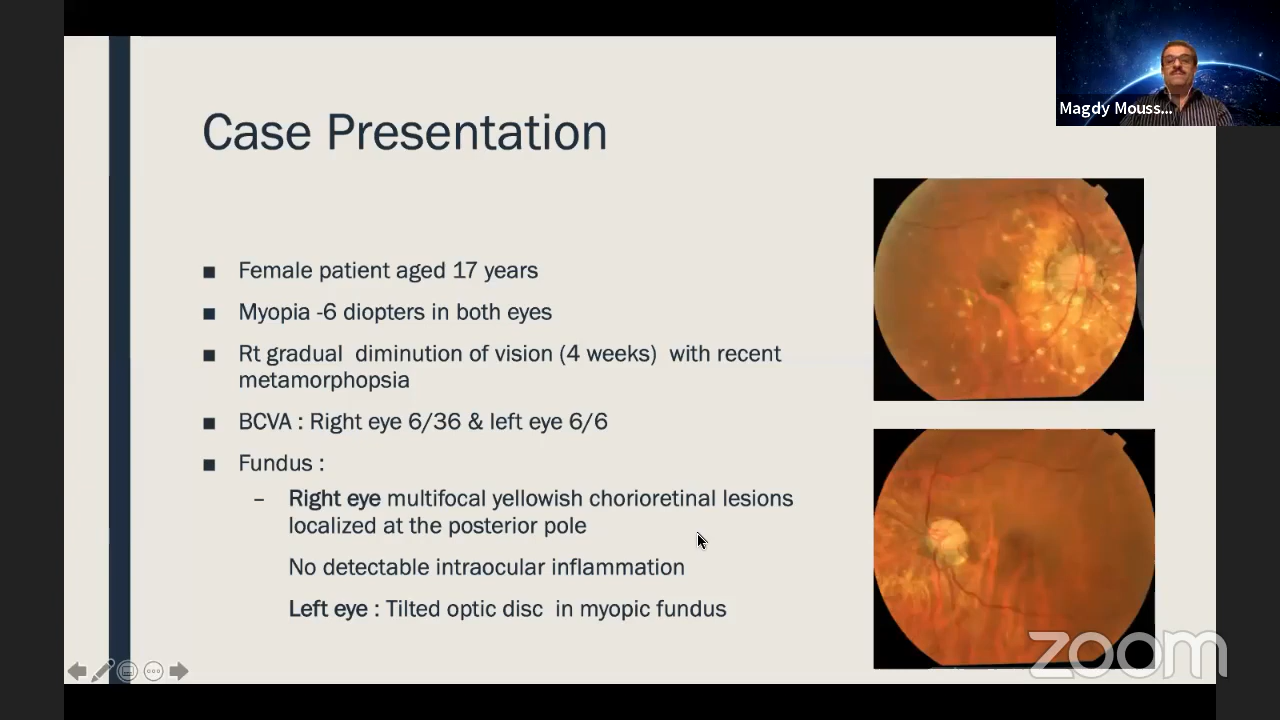 Magdy Mouss...
Case Presentation
■ Female patient aged 17 years
■ Myopia -6 diopters in both eyes
■ Rt gradual diminution of vision (4 weeks) with recent
metamorphopsia
■ BCVA : Right eye 6/36 & left eye 6/6
■ Fundus :
– Right eye multifocal yellowish chorioretinal lesions
localized at the posterior pole
No detectable intraocular inflammation
Left eye : Tilted optic disc in myopic fundus
zoom